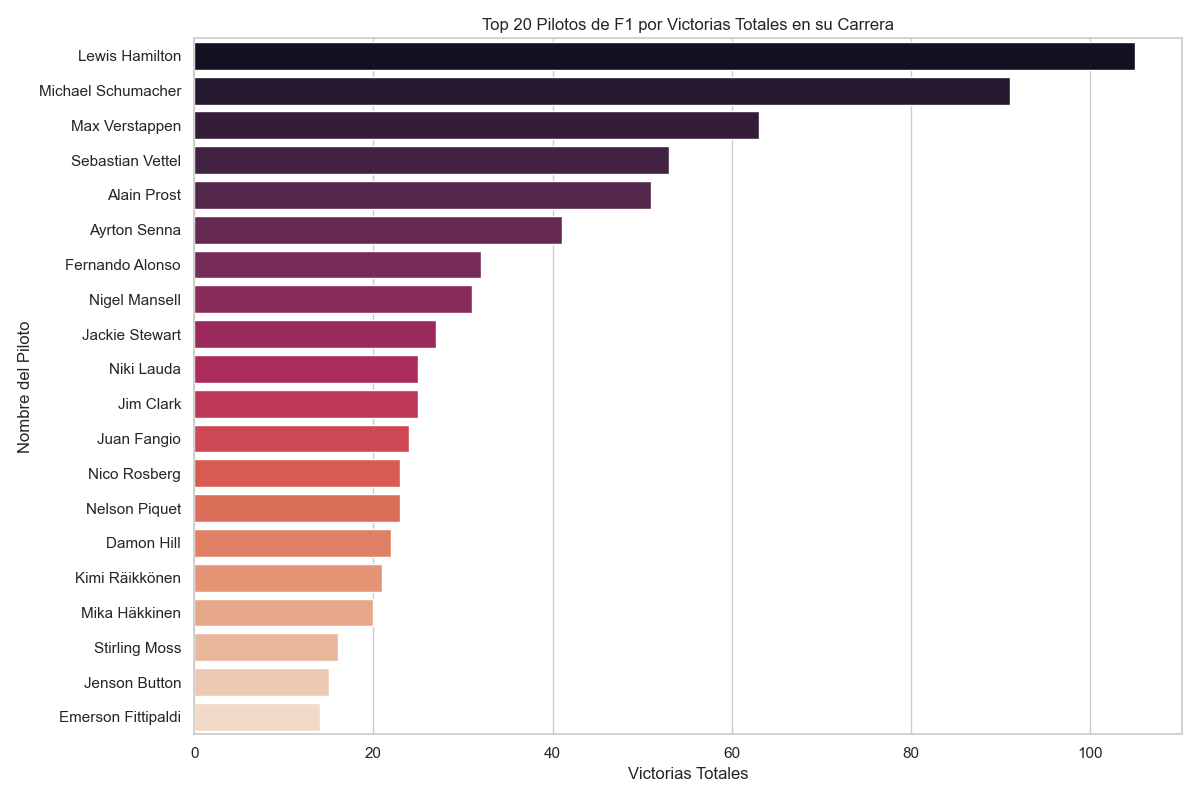 Top 20 Pilotos de F1 por Victorias Totales en su Carrera
Nombre del Piloto
Lewis Hamilton
Michael Schumacher
Max Verstappen
Sebastian Vettel
Alain Prost
Ayrton Senna
Fernando Alonso
Nigel Mansell
Jackie Stewart
Niki Lauda
Jim Clark
Juan Fangio
Nico Rosberg
Nelson Piquet
Damon Hill
Kimi Räikkönen
Mika Häkkinen
Stirling Moss
Jenson Button
Emerson Fittipaldi
0 20 40 60 80 100
Victorias Totales